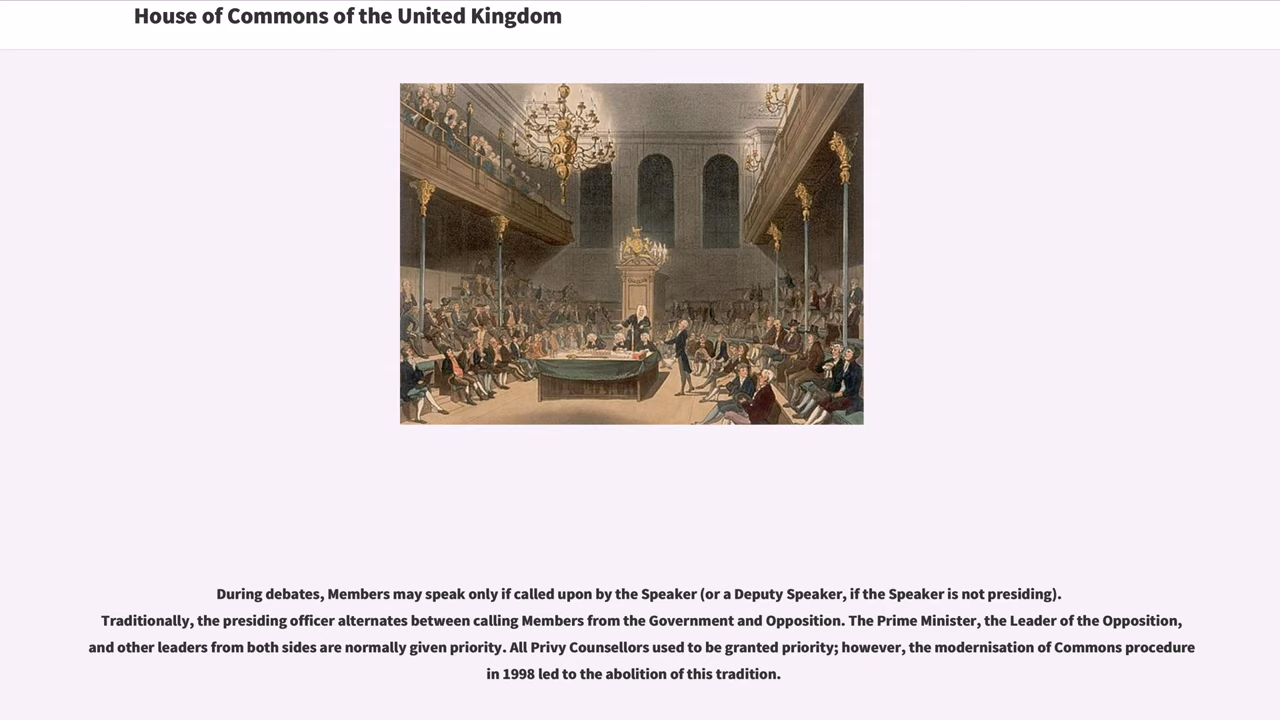 House of Commons of the United Kingdom
During debates, Members may speak only if called upon by the Speaker (or a Deputy Speaker, if the Speaker is not presiding).
Traditionally, the presiding officer alternates between calling Members from the Government and Opposition. The Prime Minister, the Leader of the Opposition,
and other leaders from both sides are normally given priority. All Privy Counsellors used to be granted priority; however, the modernisation of Commons procedure
in 1998 led to the abolition of this tradition.